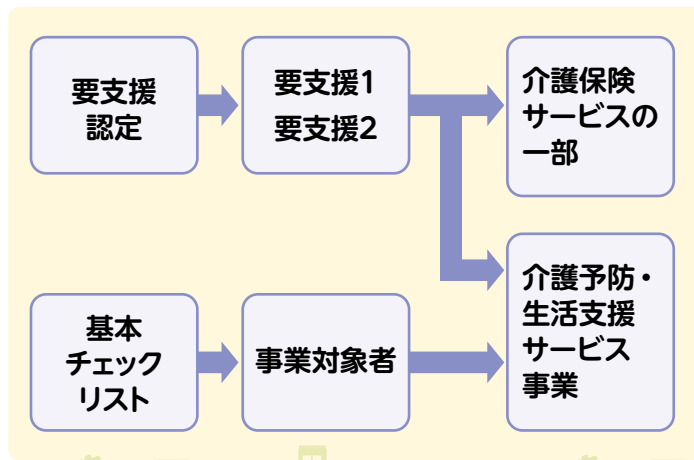 要支援
認定
要支援1
要支援2
介護保険
サービスの
一部
基本
チェック
リスト
事業対象者
介護予防・
生活支援
サービス
事業